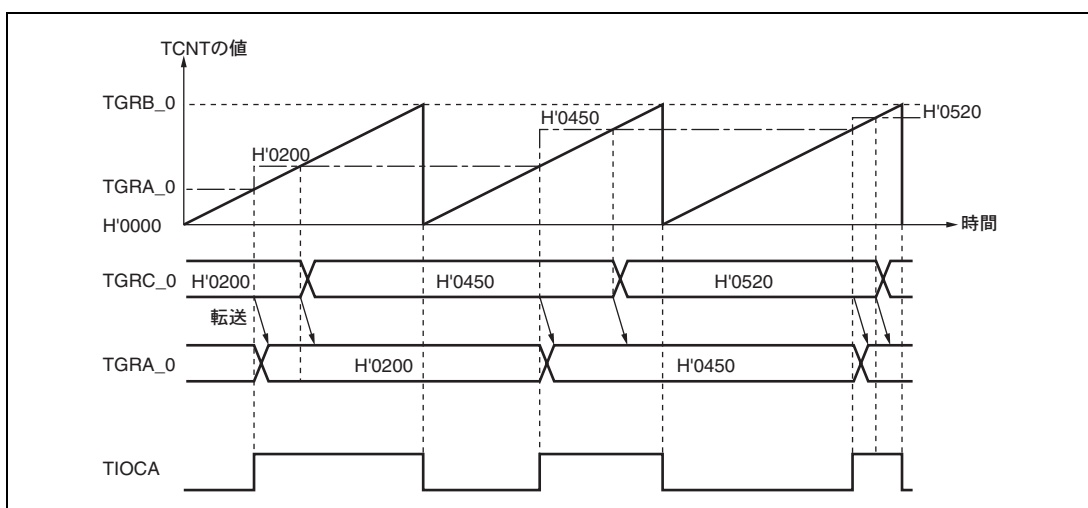 TCNTの値
TGRB_0
H'0520
H'0450
H'0200
TGRA_0
H'0000
時間
TGRC_0 H'0200 H'0450 H'0520
転送
TGRA_0 H'0200 H'0450
TIOCA